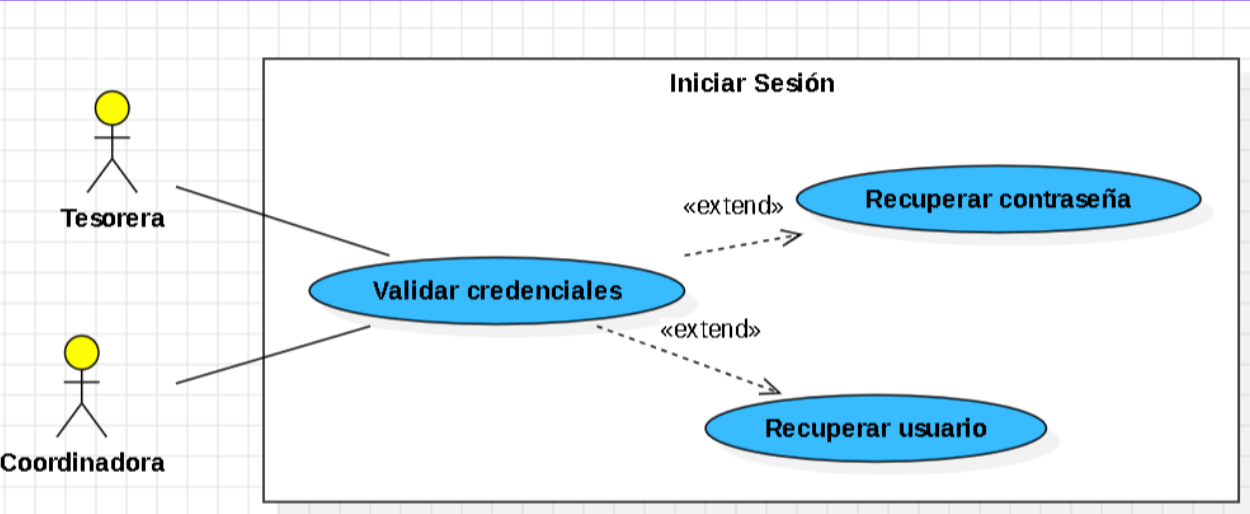 Iniciar Sesión
Tesorera
«extend»
Recuperar contraseña
Validar credenciales
«extend»
Recuperar usuario
Coordinadora